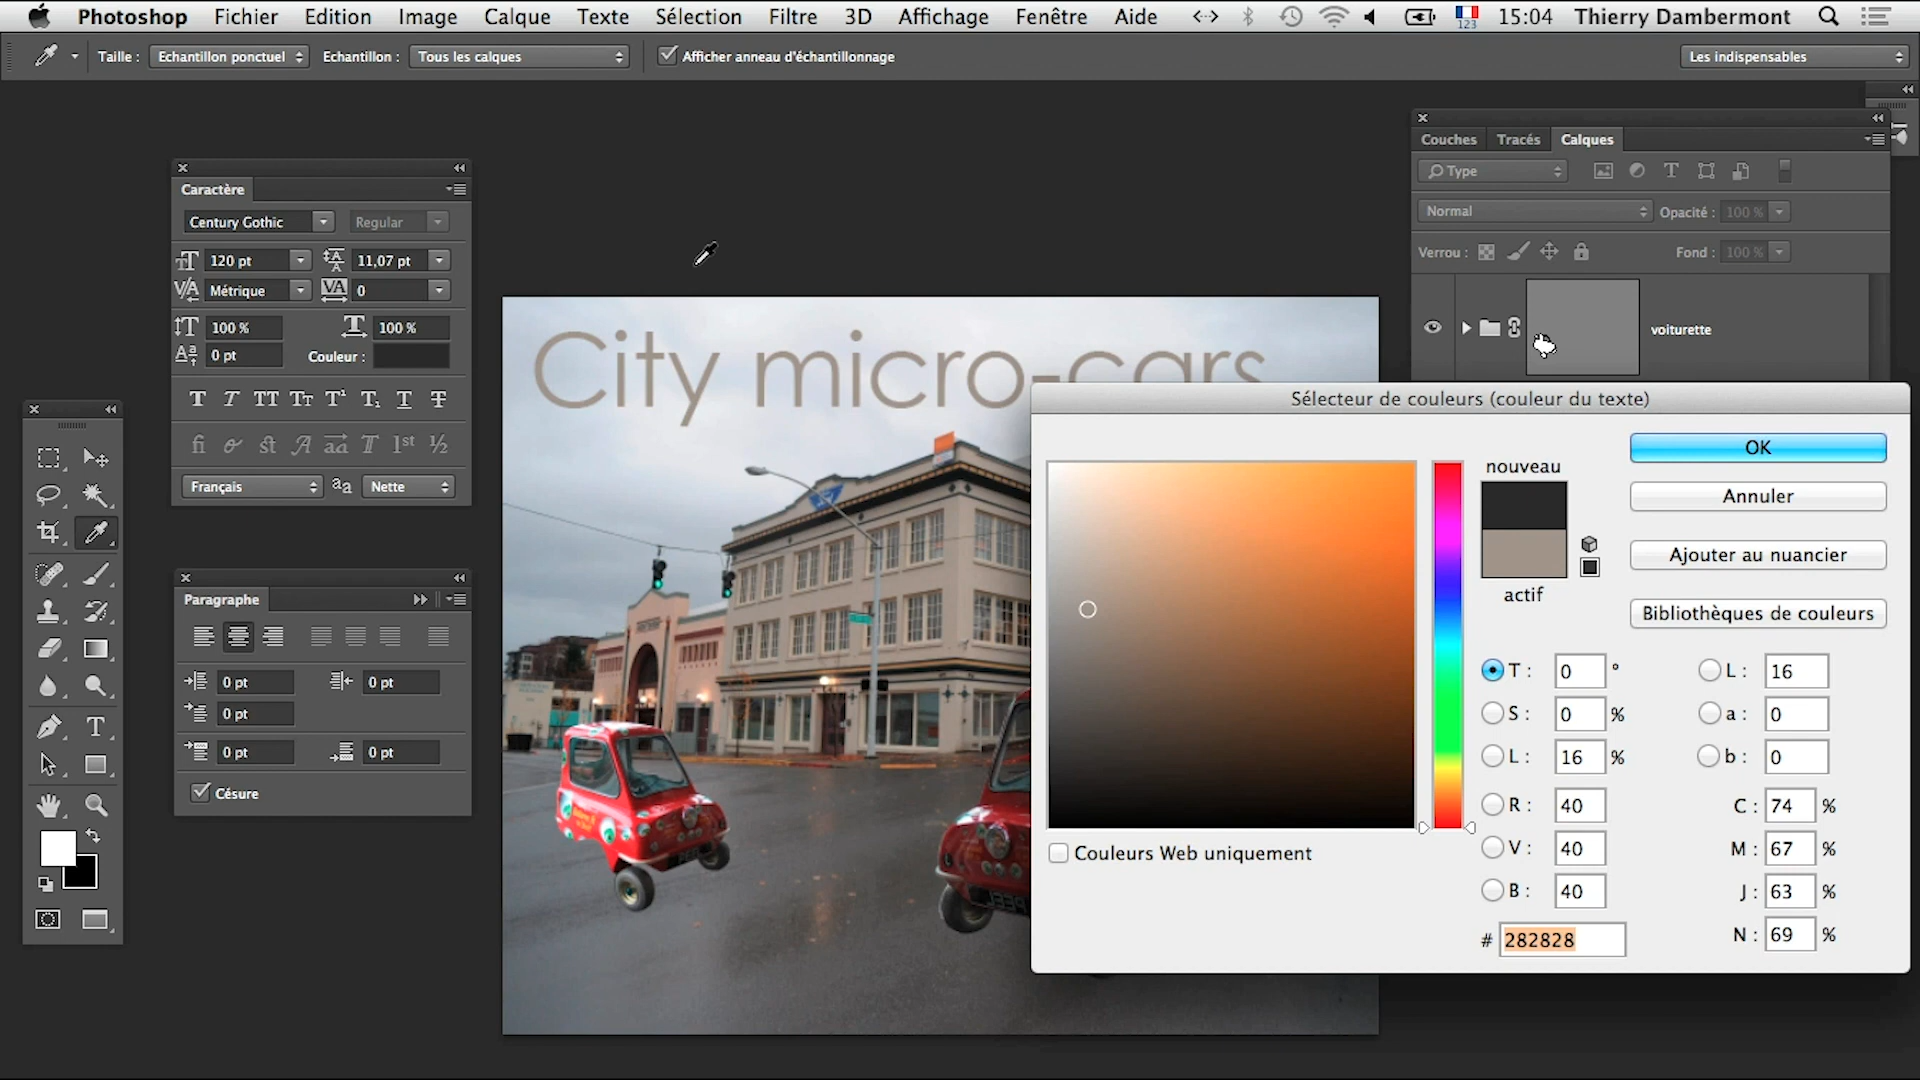 Photoshop Fichier Edition Image Calque Texte Sélection Filtre 3D Affichage Fenêtre Aide 123 15:04 Thierry Dambermont
Taille : Echantillon ponctuel Echantillon : Tous les calques Afficher anneau d'échantillonnage Les indispensables
Couches Tracés Calques
Type
Normal Opacité : 100 %
Verrou : Fond : 100 %
voiturette
Caractère
Century Gothic Regular
120 pt 11,07 pt
Métrique 0
100 % 100 %
0 pt Couleur :
Français aa Nette
Paragraphe
0 pt 0 pt
0 pt
0 pt 0 pt
Césure
City micro-cars
Sélecteur de couleurs (couleur du texte)
nouveau
actif
OK
Annuler
Ajouter au nuancier
Bibliothèques de couleurs
T : 0 ° L : 16
S : 0 % a : 0
L : 16 % b : 0
R : 40 C : 74 %
V : 40 M : 67 %
B : 40 J : 63 %
# 282828 N : 69 %
Couleurs Web uniquement